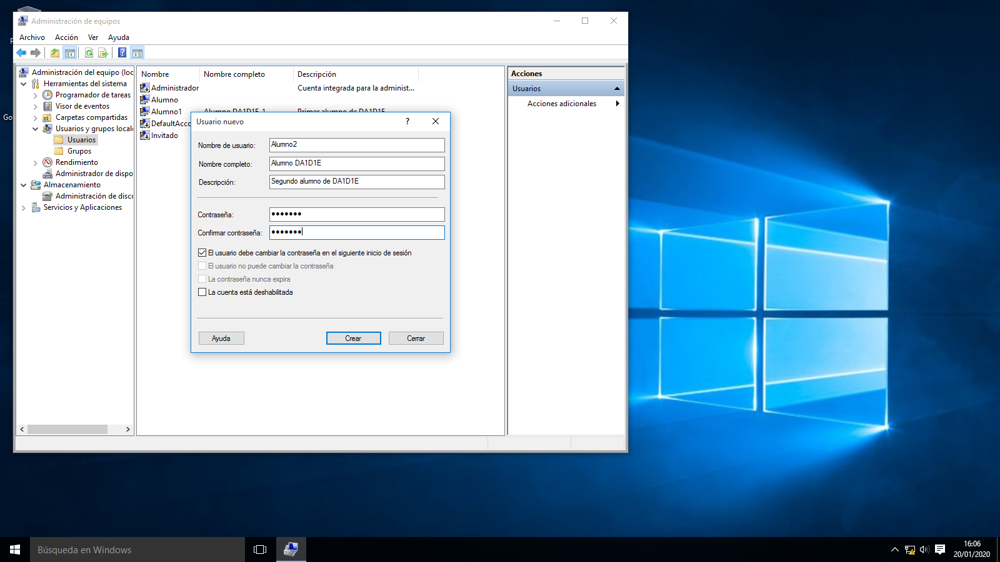 P
Go
Administración de equipos
Archivo Acción Ver Ayuda
Administración del equipo (loc
Herramientas del sistema
Programador de tareas
Visor de eventos
Carpetas compartidas
Usuarios y grupos locale
Usuarios
Grupos
Rendimiento
Administrador de dispo
Almacenamiento
Administración de disco
Servicios y Aplicaciones
Nombre Nombre completo Descripción
Administrador Cuenta integrada para la administ...
Alumno
Alumno1 Alumno DA1D1E 1 Primer alumno de DA1D1E
DefaultAcco
Invitado
Acciones
Usuarios
Acciones adicionales
Usuario nuevo ?
Nombre de usuario: Alumno2
Nombre completo: Alumno DA1D1E
Descripción: Segundo alumno de DA1D1E
Contraseña: •••••••
Confirmar contraseña: •••••••
El usuario debe cambiar la contraseña en el siguiente inicio de sesión
El usuario no puede cambiar la contraseña
La contraseña nunca expira
La cuenta está deshabilitada
Ayuda Crear Cerrar
Búsqueda en Windows
16:06
20/01/2020